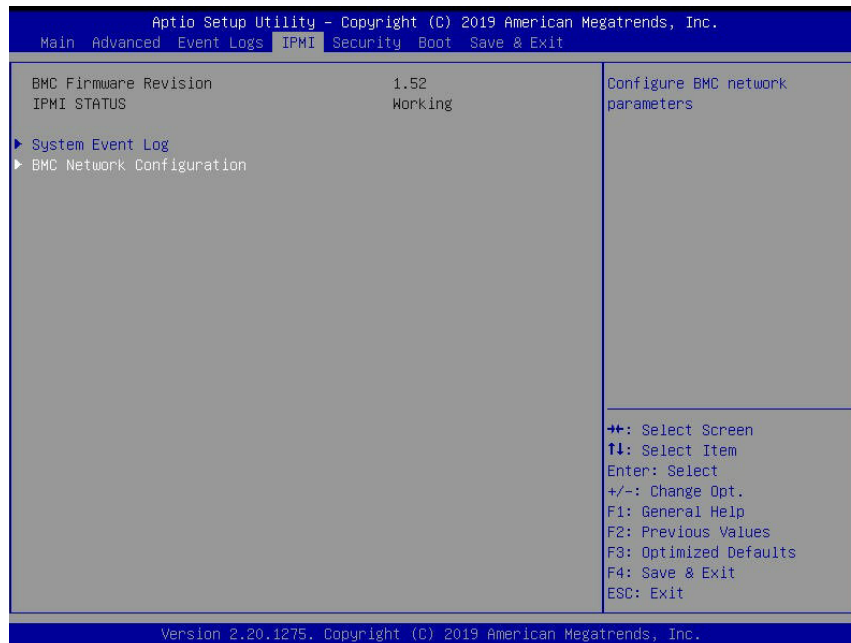 Aptio Setup Utility – Copyright (C) 2019 American Megatrends, Inc.
Main Advanced Event Logs IPMI Security Boot Save & Exit
BMC Firmware Revision 1.52
IPMI STATUS Working
System Event Log
BMC Network Configuration
Configure BMC network
parameters
→←: Select Screen
↑↓: Select Item
Enter: Select
+/-: Change Opt.
F1: General Help
F2: Previous Values
F3: Optimized Defaults
F4: Save & Exit
ESC: Exit
Version 2.20.1275. Copyright (C) 2019 American Megatrends, Inc.